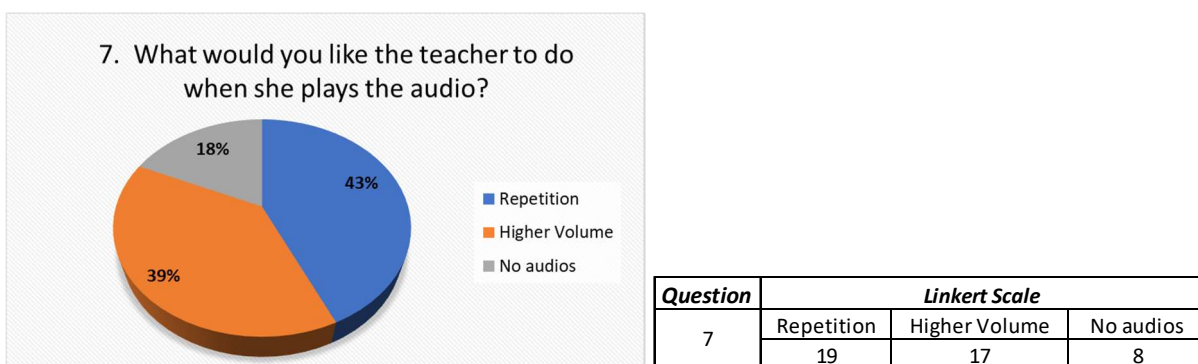 7. What would you like the teacher to do
when she plays the audio?
18%
43%
39%
Repetition
Higher Volume
No audios
Question Linkert Scale
7 Repetition Higher Volume No audios
19 17 8